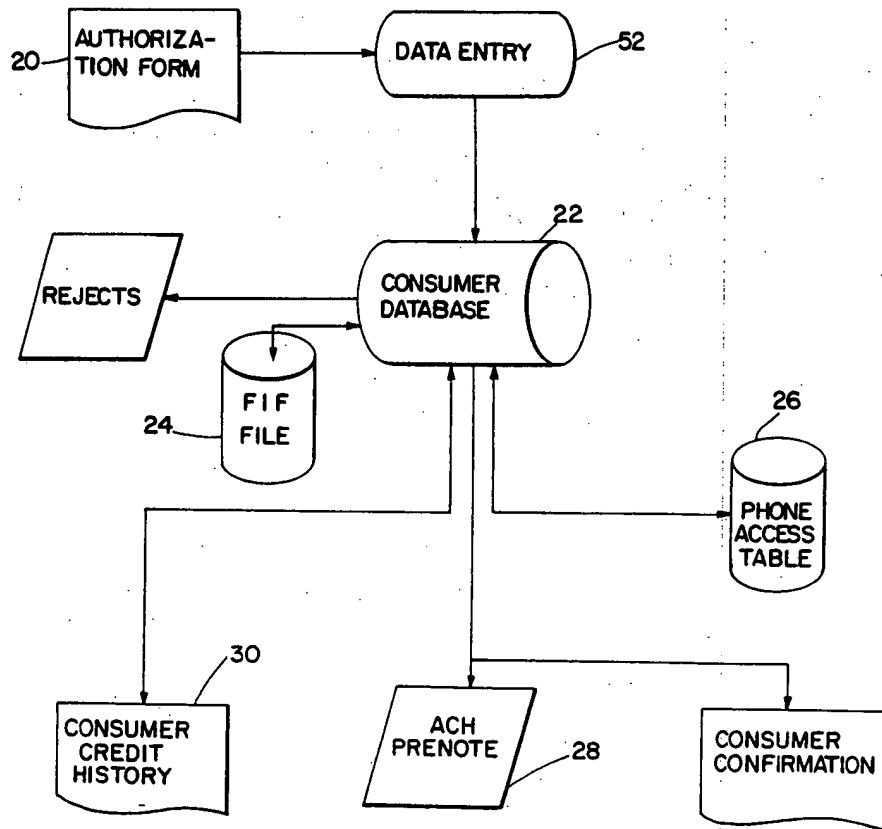 AUTHORIZA-
TION FORM
20
DATA ENTRY
52
22
CONSUMER
DATABASE
REJECTS
FIF
FILE
24
26
PHONE
ACCESS
TABLE
30
CONSUMER
CREDIT
HISTORY
ACH
PRENOTE
28
CONSUMER
CONFIRMATION